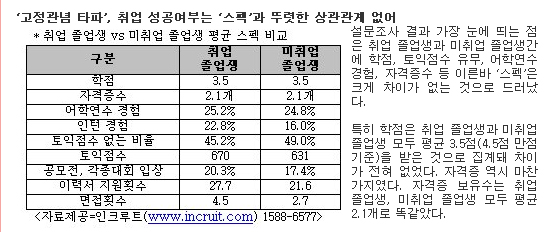 '고정관념 타파', 취업 성공여부는 '스펙'과 뚜렷한 상관관계 없어
* 취업 졸업생 vs 미취업 졸업생 평균 스펙 비교
구분 취업 졸업생 미취업 졸업생
학점 3.5 3.5
자격증수 2.1개 2.1개
어학연수 경험 25.2% 24.8%
인턴 경험 22.8% 16.0%
토익점수 없는 비율 45.2% 49.0%
토익점수 670 631
공모전, 각종대회 입상 20.3% 17.4%
이력서 지원횟수 27.7 21.6
면접횟수 4.5 2.7
<자료제공=인크루트(www.incruit.com) 1588-6577>
설문조사 결과 가장 눈에 띄는 점
은 취업 졸업생과 미취업 졸업생간
에 학점, 토익점수 유무, 어학연수
경험, 자격증수 등 이른바 '스펙'은
크게 차이가 없는 것으로 드러났
다.
특히 학점은 취업 졸업생과 미취업
졸업생 모두 평균 3.5점(4.5점 만점
기준)을 받은 것으로 집계돼 차이
가 전혀 없었다. 자격증 역시 마찬
가지였다. 자격증 보유수는 취업
졸업생, 미취업 졸업생 모두 평균
2.1개로 똑같았다.